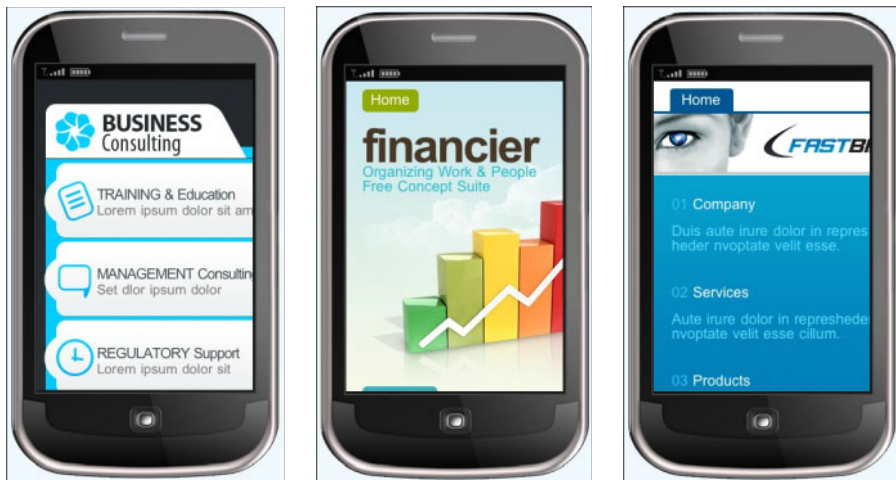 BUSINESS
Consulting
TRAINING & Education
Lorem ipsum dolor sit am
MANAGEMENT Consulting
Set dlor ipsum dolor
REGULATORY Support
Lorem ipsum dolor sit
Home
financier
Organizing Work & People
Free Concept Suite
Home
FASTBI
01 Company
Duis aute irure dolor in repres
heder nvoptate velit esse.
02 Services
Aute irure dolor in represhede
nvoptate velit esse cillum.
03 Products